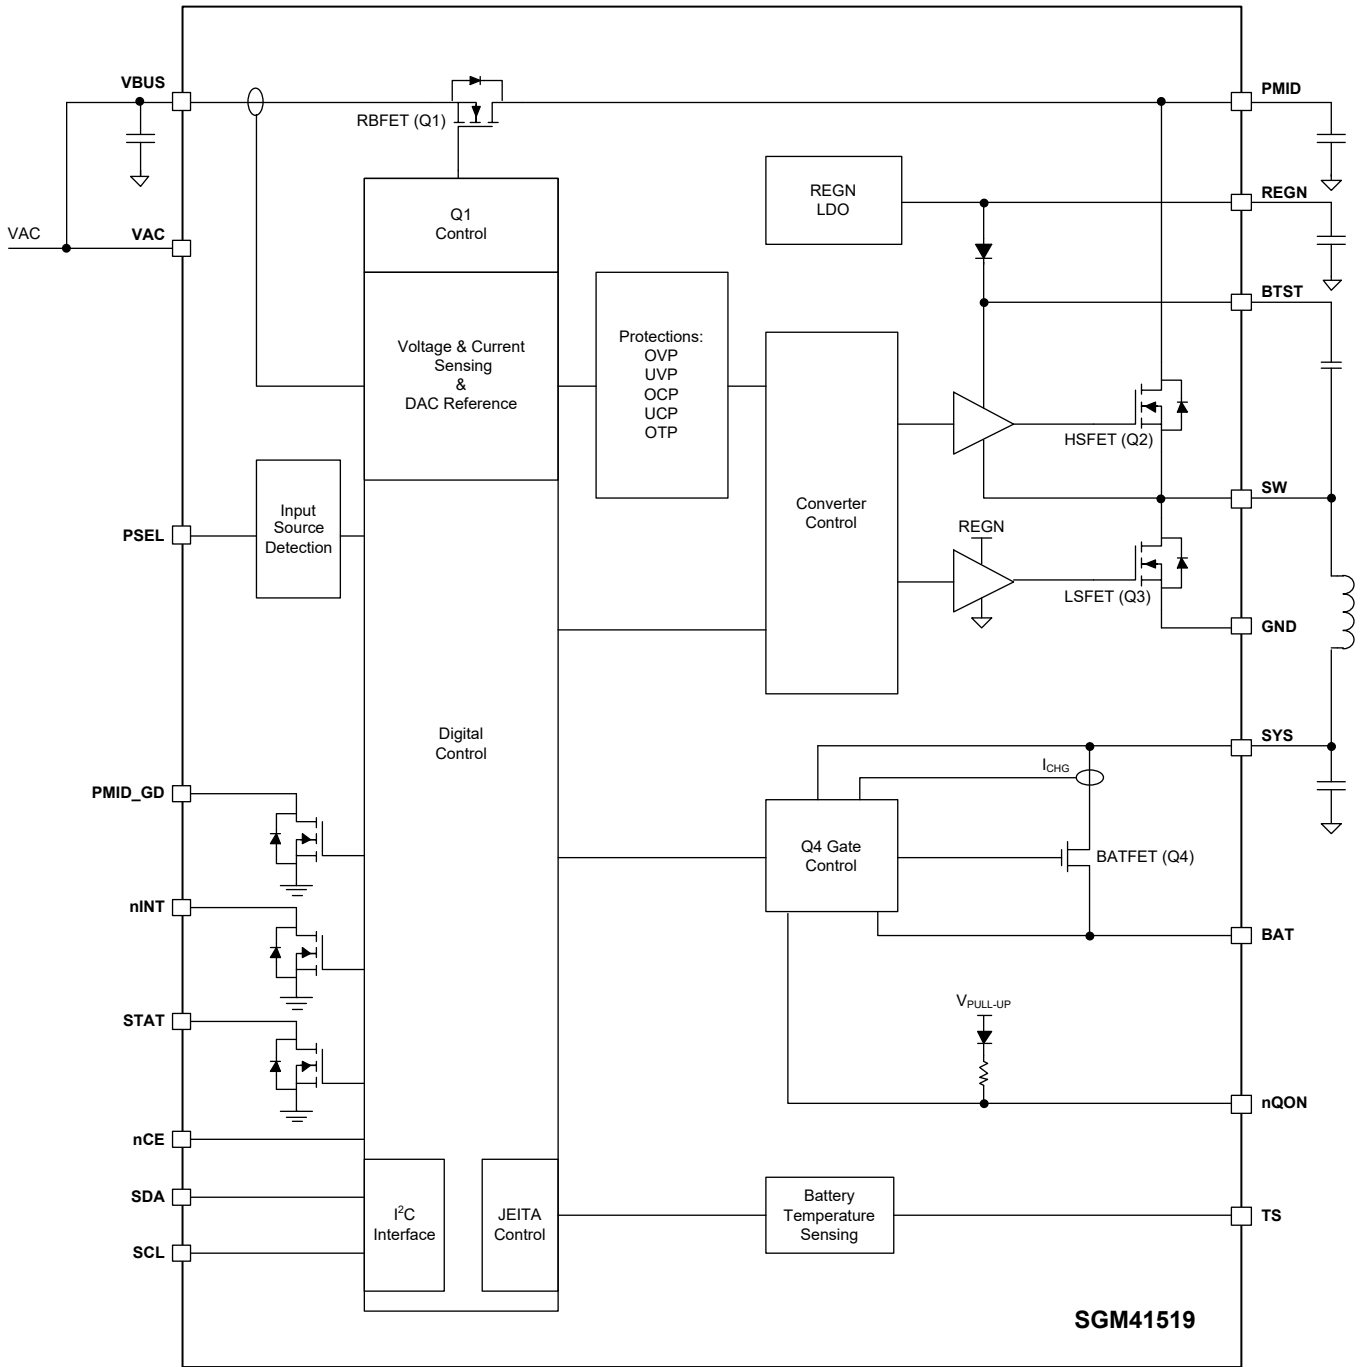 VBUS
PMID
RBFET (Q1)
REGN
LDO
REGN
Q1
Control
VAC
VAC
BTST
Voltage & Current
Sensing
&
DAC Reference
Protections:
OVP
UVP
OCP
UCP
OTP
HSFET (Q2)
SW
Converter
Control
Input
Source
Detection
PSEL
REGN
LSFET (Q3)
GND
Digital
Control
SYS
I_CHG
PMID_GD
Q4 Gate
Control
BATFET (Q4)
nINT
BAT
V_PULL-UP
STAT
nQON
nCE
SDA
I²C
Interface
JEITA
Control
Battery
Temperature
Sensing
TS
SCL
SGM41519